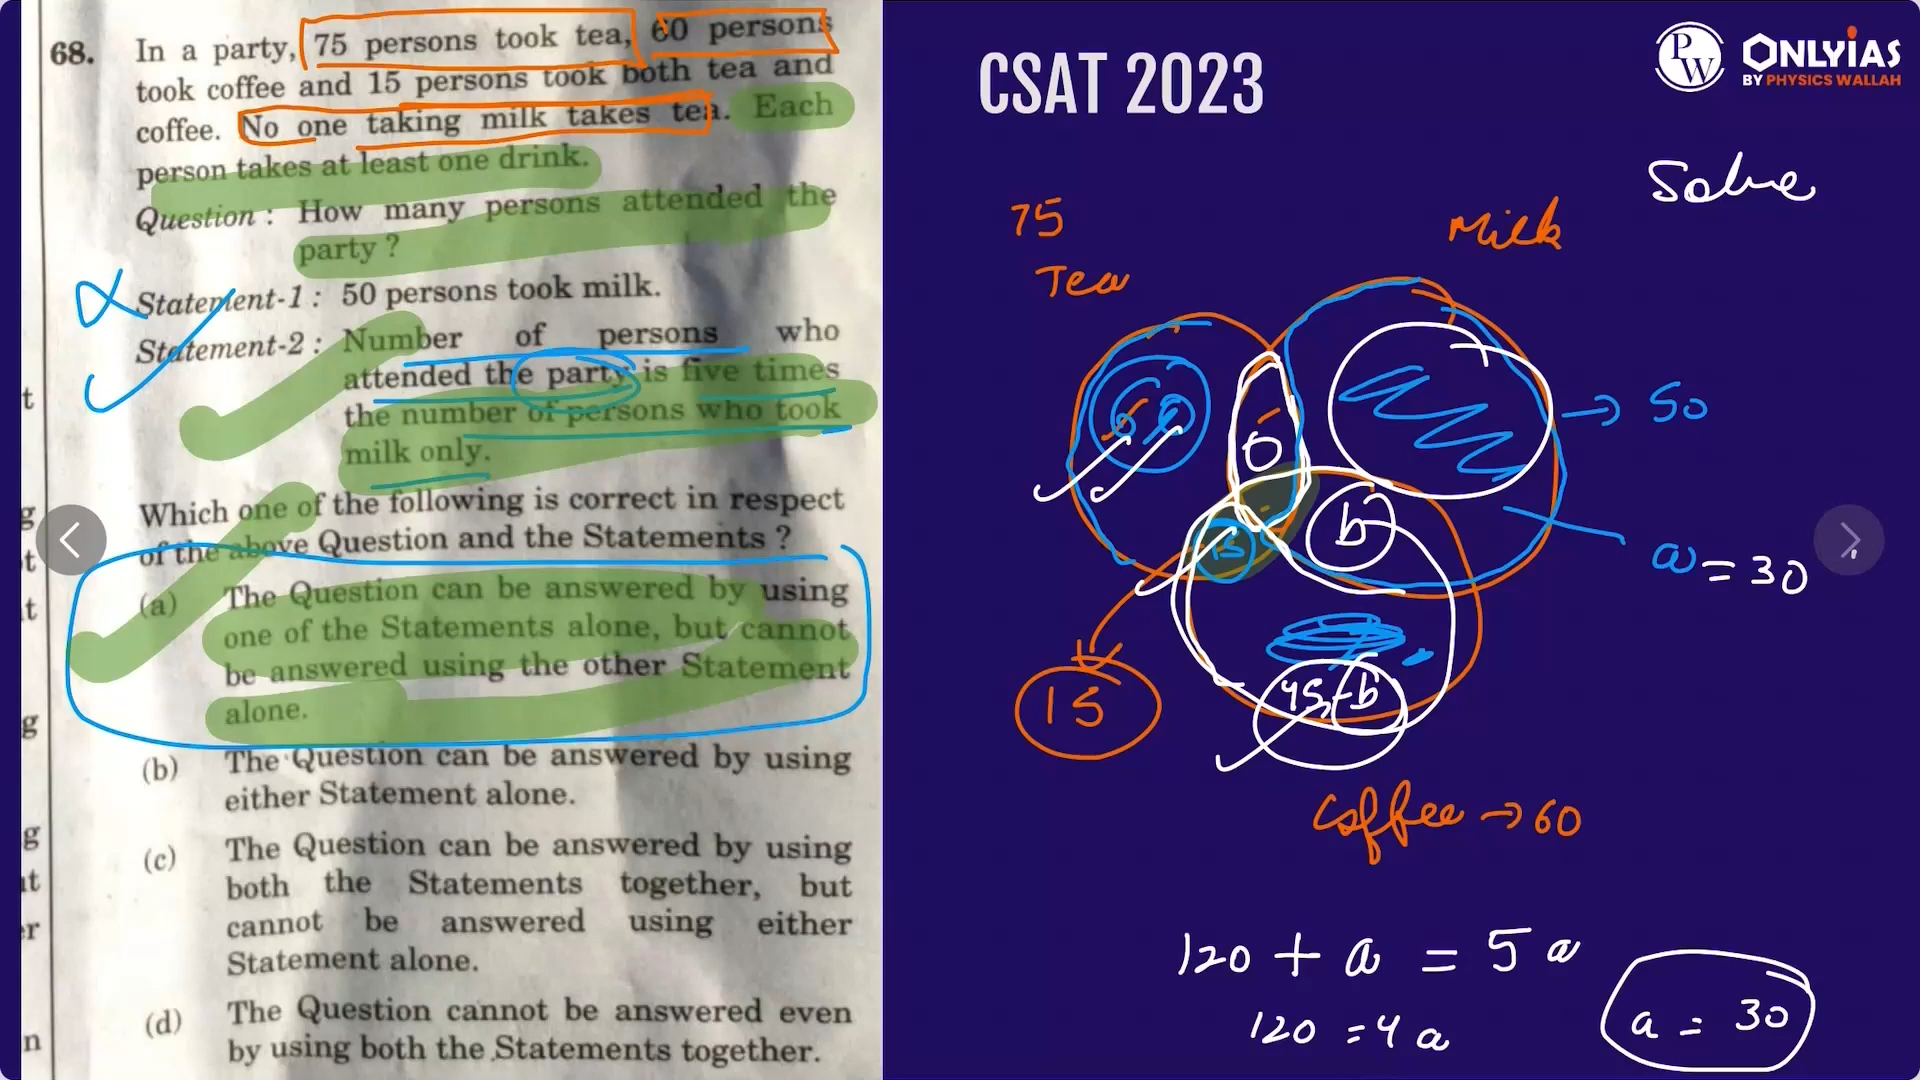 68. In a party, 75 persons took tea, 60 persons
took coffee and 15 persons took both tea and
coffee. No one taking milk takes tea. Each
person takes at least one drink.
Question : How many persons attended the
party ?
Statement-1 : 50 persons took milk.
Statement-2 : Number of persons who
attended the party is five times
the number of persons who took
milk only.
Which one of the following is correct in respect
of the above Question and the Statements ?
(a) The Question can be answered by using
one of the Statements alone, but cannot
be answered using the other Statement
alone.
(b) The Question can be answered by using
either Statement alone.
(c) The Question can be answered by using
both the Statements together, but
cannot be answered using either
Statement alone.
(d) The Question cannot be answered even
by using both the Statements together.
t
g
t
t
g
g
t
er
n
CSAT 2023
PW
ONLYIAS
BY PHYSICS WALLAH
Solve
75
Tea
Milk
60
0
50
b
15
a = 30
15
45-b
Coffee → 60
120 + a = 5a
120 = 4a
a = 30